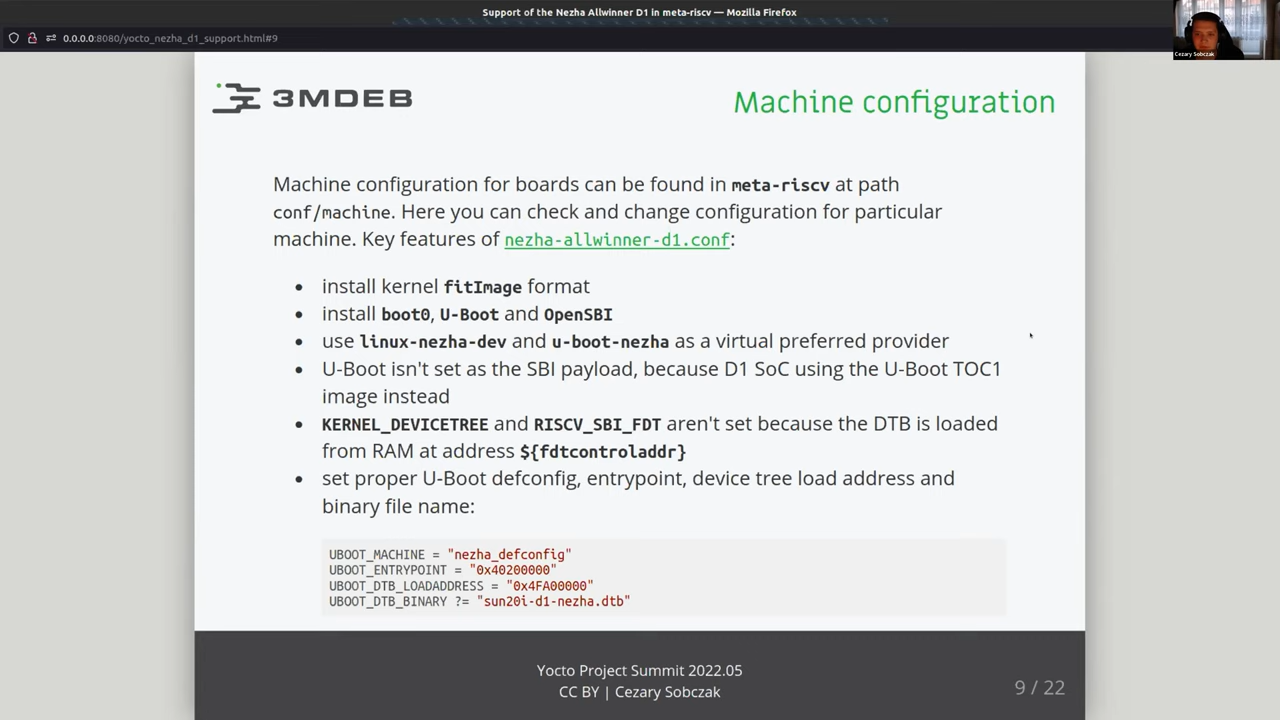 Support of the Nezha Allwinner D1 in meta-riscv — Mozilla Firefox
0.0.0.0:8080/yocto_nezha_d1_support.html#9
Cezary Sobczak
3MDEB
Machine configuration
Machine configuration for boards can be found in meta-riscv at path
conf/machine. Here you can check and change configuration for particular
machine. Key features of nezha-allwinner-d1.conf:
• install kernel fitImage format
• install boot0, U-Boot and OpenSBI
• use linux-nezha-dev and u-boot-nezha as a virtual preferred provider
• U-Boot isn't set as the SBI payload, because D1 SoC using the U-Boot TOC1
image instead
• KERNEL_DEVICETREE and RISCV_SBI_FDT aren't set because the DTB is loaded
from RAM at address ${fdtcontroladdr}
• set proper U-Boot defconfig, entrypoint, device tree load address and
binary file name:
UBOOT_MACHINE = "nezha_defconfig"
UBOOT_ENTRYPOINT = "0x40200000"
UBOOT_DTB_LOADADDRESS = "0x4FA00000"
UBOOT_DTB_BINARY ?= "sun20i-d1-nezha.dtb"
Yocto Project Summit 2022.05
CC BY | Cezary Sobczak
9 / 22